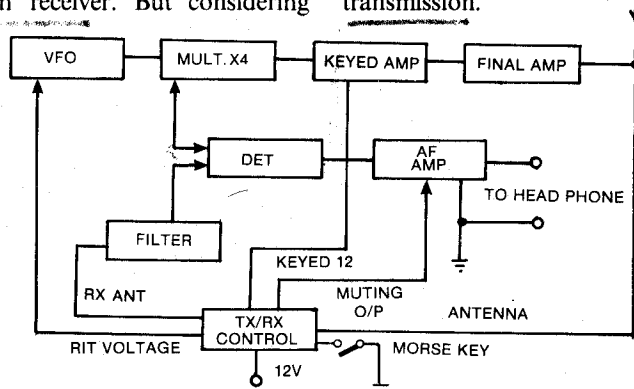 n receiver. But considering transmission.
VFO
MULT. X4
KEYED AMP
FINAL AMP
DET
AF
AMP
TO HEAD PHONE
FILTER
KEYED 12
RX ANT
MUTING
O/P
ANTENNA
TX/RX
CONTROL
RIT VOLTAGE
MORSE KEY
12V